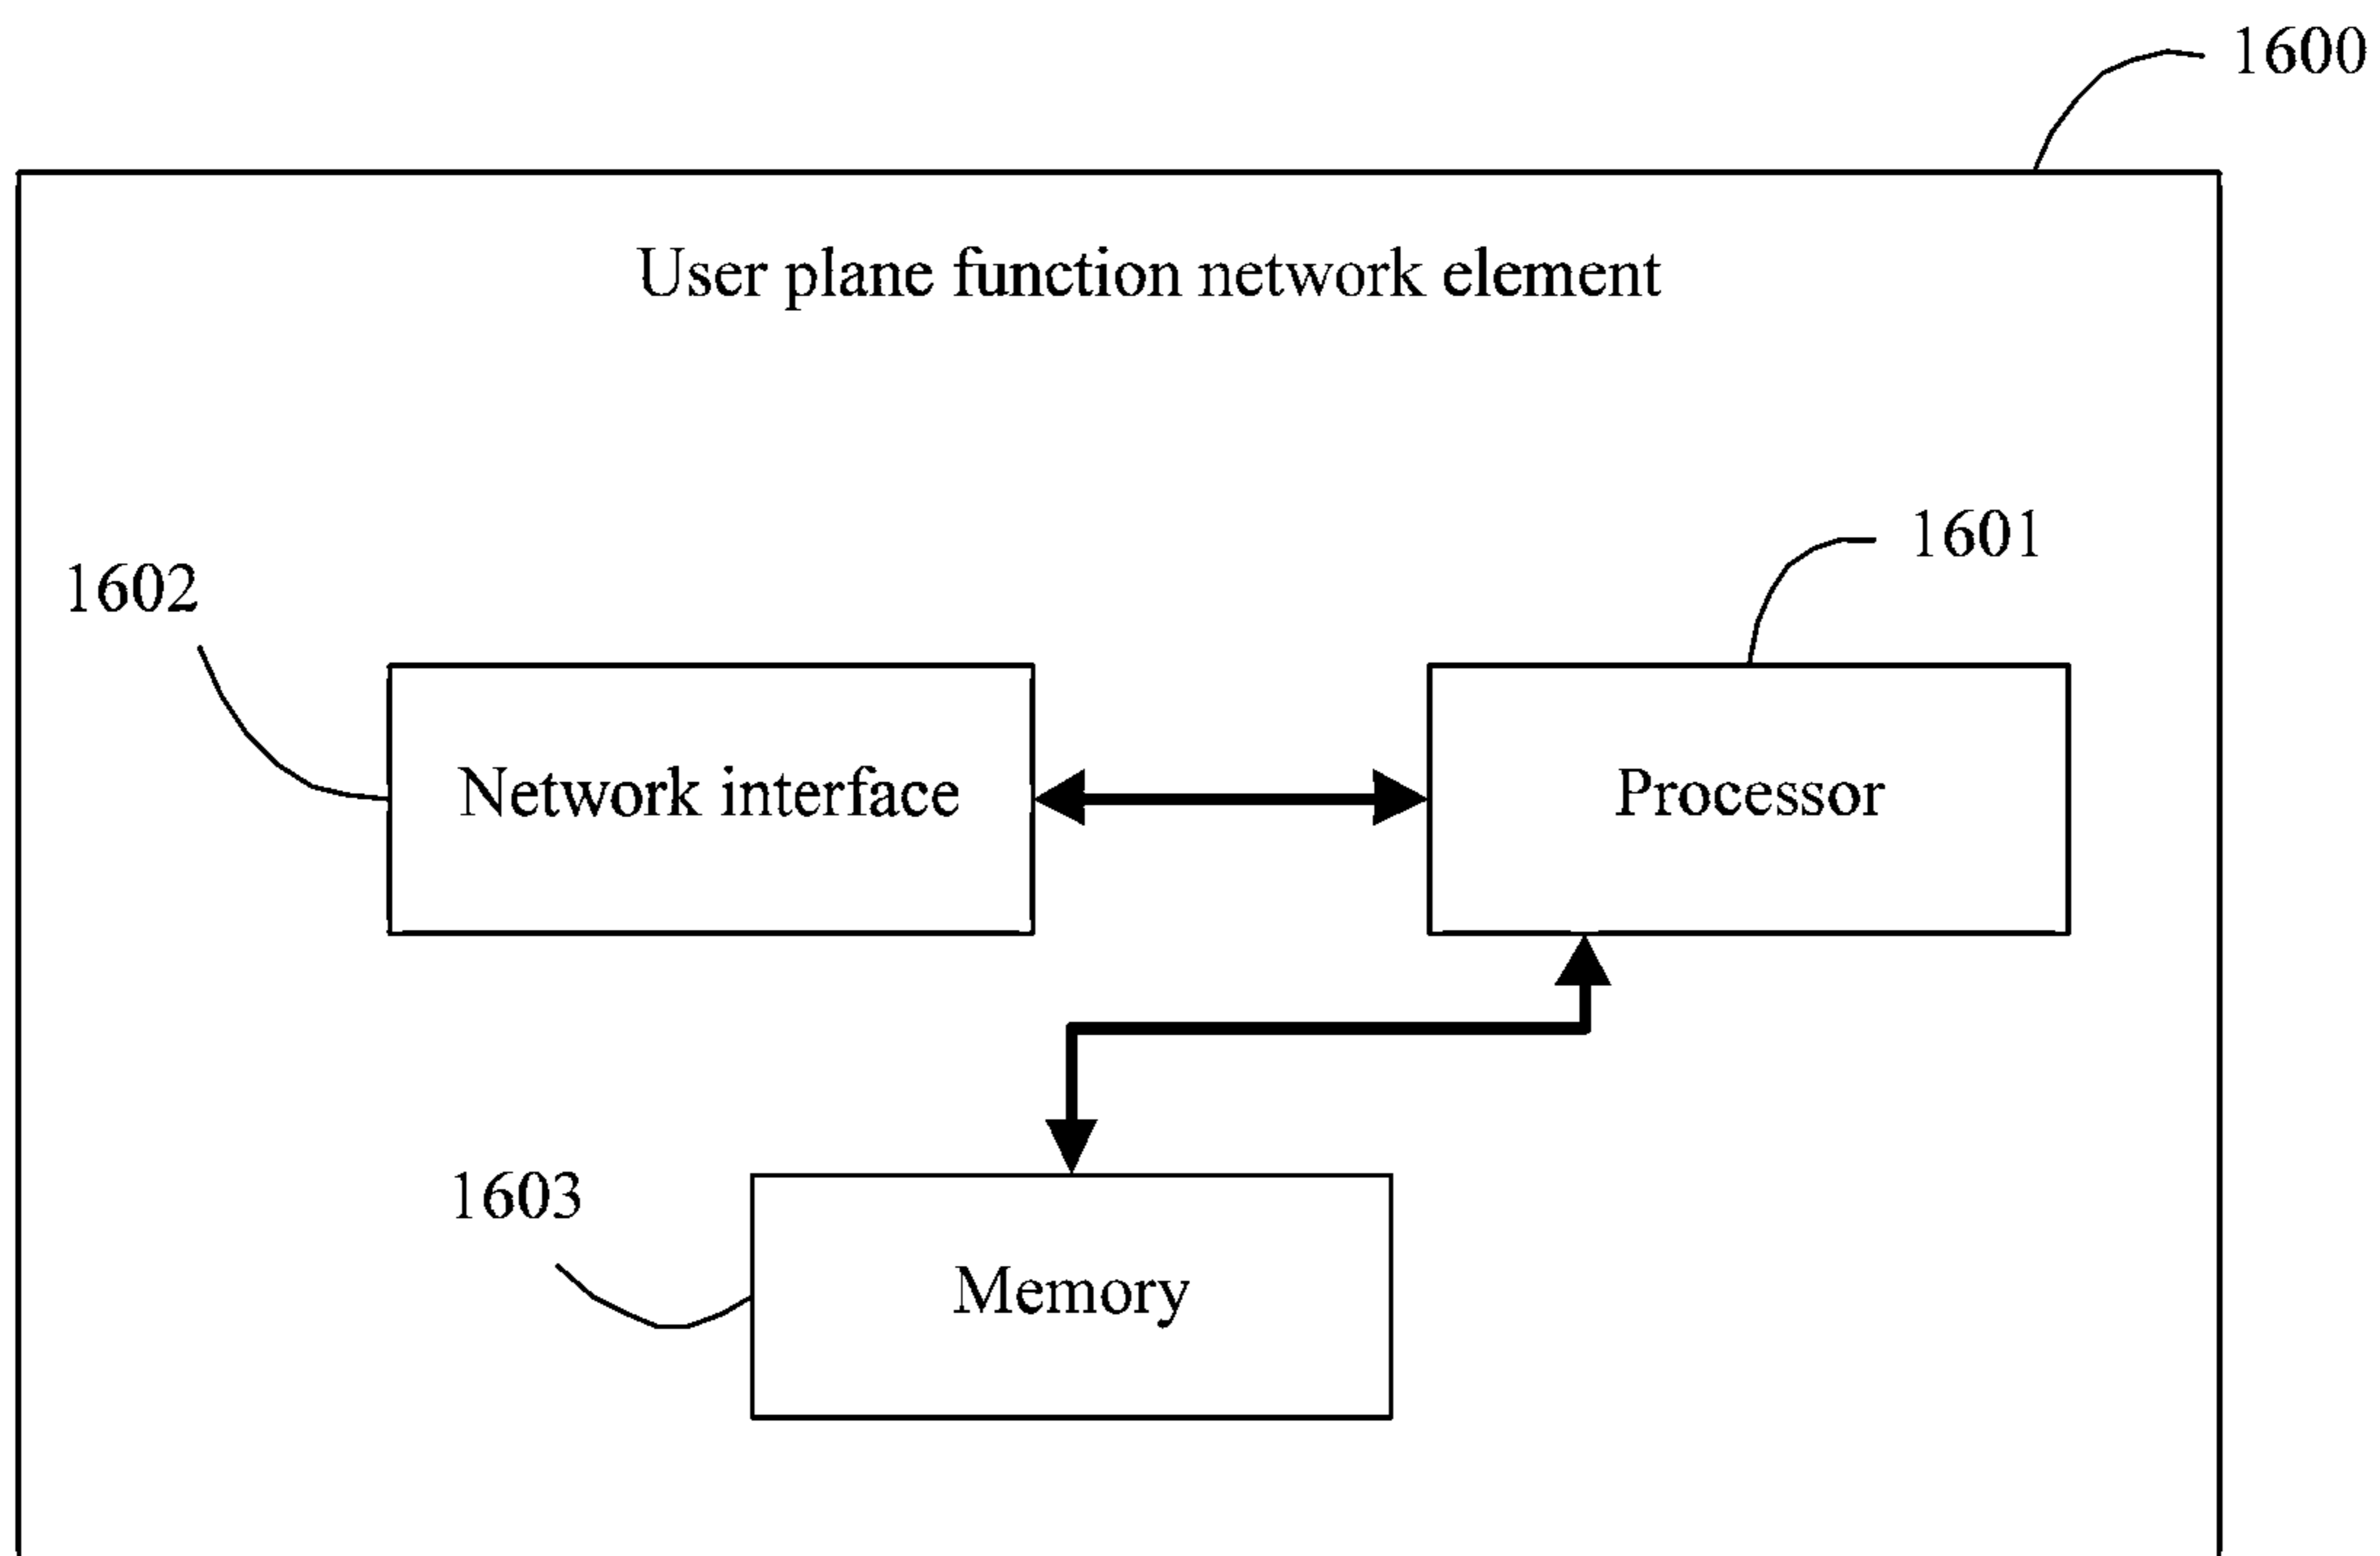 1600
User plane function network element
1601
1602
Network interface
Processor
1603
Memory